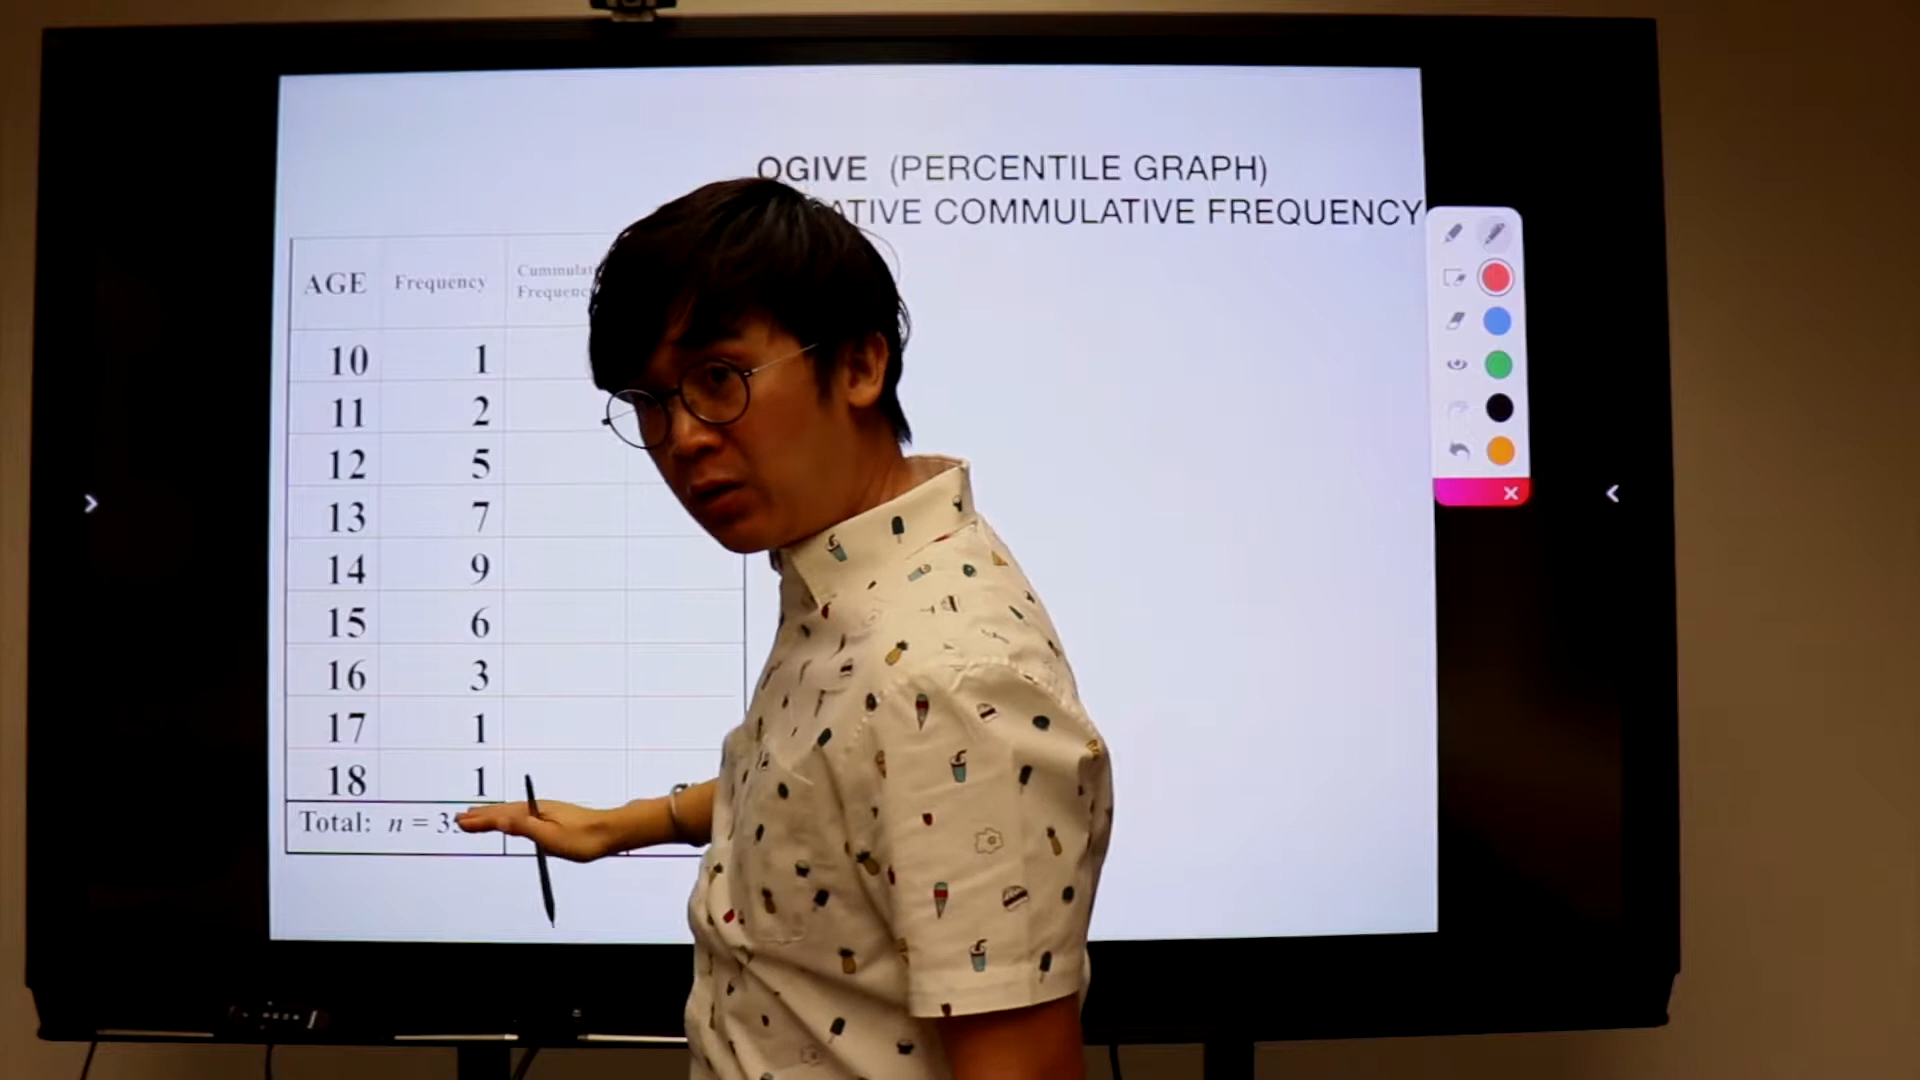 OGIVE (PERCENTILE GRAPH)
COMMULATIVE FREQUENCY
AGE Frequency
10 1
11 2
12 5
13 7
14 9
15 6
16 3
17 1
18 1
Total: n =